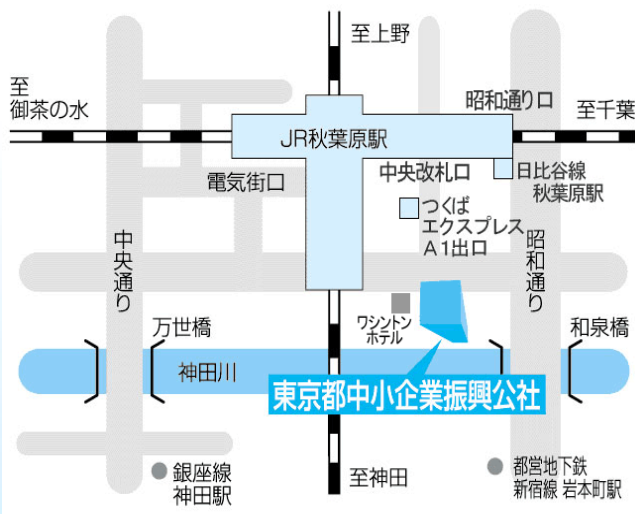 至上野
至
御茶の水
昭和通り口
至千葉
JR秋葉原駅
電気街口
中央改札口
日比谷線
秋葉原駅
つくば
エクスプレス
A1出口
中央通り
昭和通り
ワシントン
ホテル
万世橋
和泉橋
神田川
東京都中小企業振興公社
銀座線
神田駅
至神田
都営地下鉄
新宿線 岩本町駅